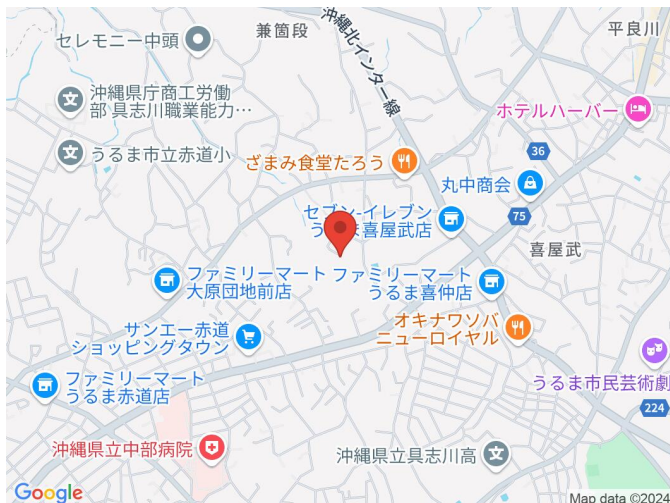 兼箇段
平良川
セレモニー中頭
沖縄北インター線
沖縄県庁商工労働
部 具志川職業能力…
ホテルハーバー
うるま市立赤道小
ざまみ食堂たろう
36
丸中商会
セブン-イレブン
うるま喜屋武店
75
喜屋武
ファミリーマート
大原団地前店
ファミリーマート
うるま喜仲店
サンエー赤道
ショッピングタウン
オキナワソバ
ニューロイヤル
うるま市民芸術劇
ファミリーマート
うるま赤道店
224
沖縄県立中部病院
沖縄県立具志川高
Google
Map data ©2024